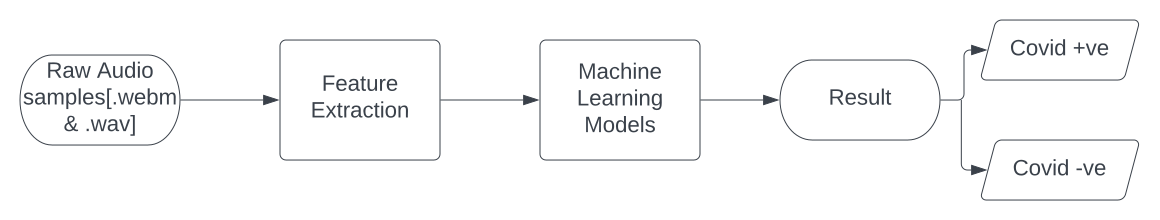 Raw Audio
samples[.webm
& .wav]
Feature
Extraction
Machine
Learning
Models
Result
Covid +ve
Covid -ve